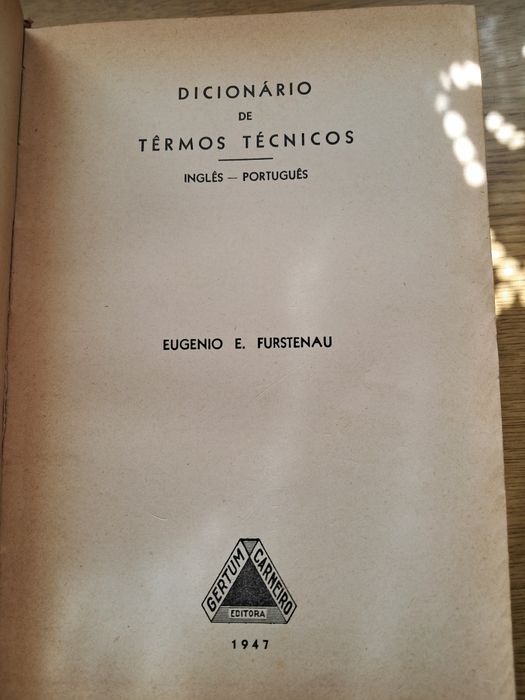 DICIONÁRIO
DE
TÊRMOS TÉCNICOS
INGLÊS — PORTUGUÊS
EUGENIO E. FURSTENAU
GERTUM CARNEIRO
EDITORA
1947